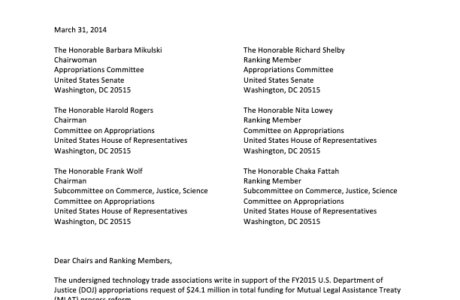 March 31, 2014
The Honorable Barbara Mikulski
Chairwoman
Appropriations Committee
United States Senate
Washington, DC 20515
The Honorable Richard Shelby
Ranking Member
Appropriations Committee
United States Senate
Washington, DC 20515
The Honorable Harold Rogers
Chairman
Committee on Appropriations
United States House of Representatives
Washington, DC 20515
The Honorable Nita Lowey
Ranking Member
Committee on Appropriations
United States House of Representatives
Washington, DC 20515
The Honorable Frank Wolf
Chairman
Subcommittee on Commerce, Justice, Science
Committee on Appropriations
United States House of Representatives
Washington, DC 20515
The Honorable Chaka Fattah
Ranking Member
Subcommittee on Commerce, Justice, Science
Committee on Appropriations
United States House of Representatives
Washington, DC 20515
Dear Chairs and Ranking Members,
The undersigned technology trade associations write in support of the FY2015 U.S. Department of
Justice (DOJ) appropriations request of $24.1 million in total funding for Mutual Legal Assistance Treaty
(MLAT) process reform